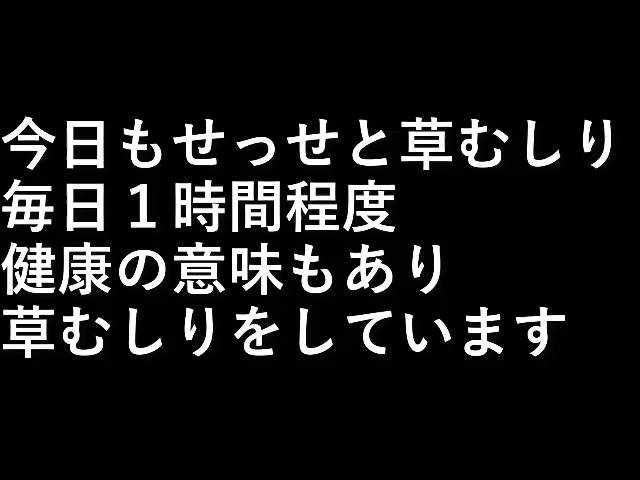 今日もせっせと草むしり
毎日１時間程度
健康の意味もあり
草むしりをしています